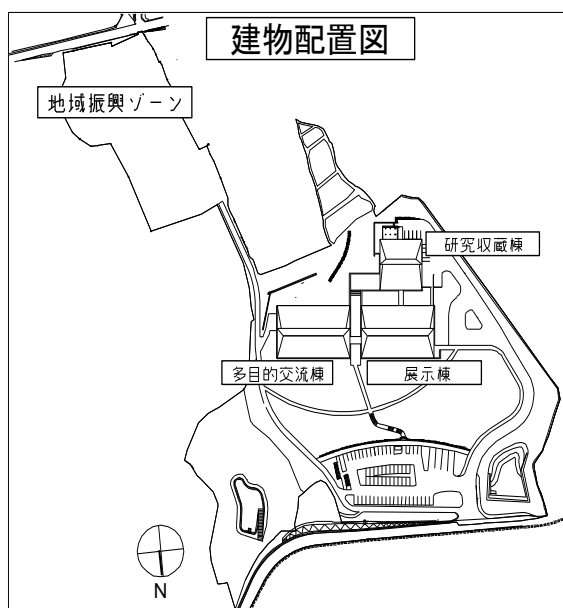 建物配置図
地域振興ゾーン
研究収蔵棟
多目的交流棟
展示棟
N